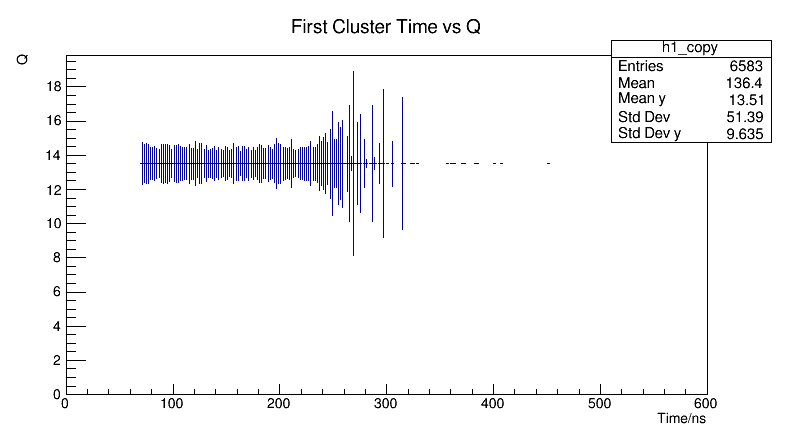 First Cluster Time vs Q
h1_copy
Entries 6583
Mean 136.4
Mean y 13.51
Std Dev 51.39
Std Dev y 9.635
Q
18
16
14
12
10
8
6
4
2
0
0 100 200 300 400 500 600
Time/ns